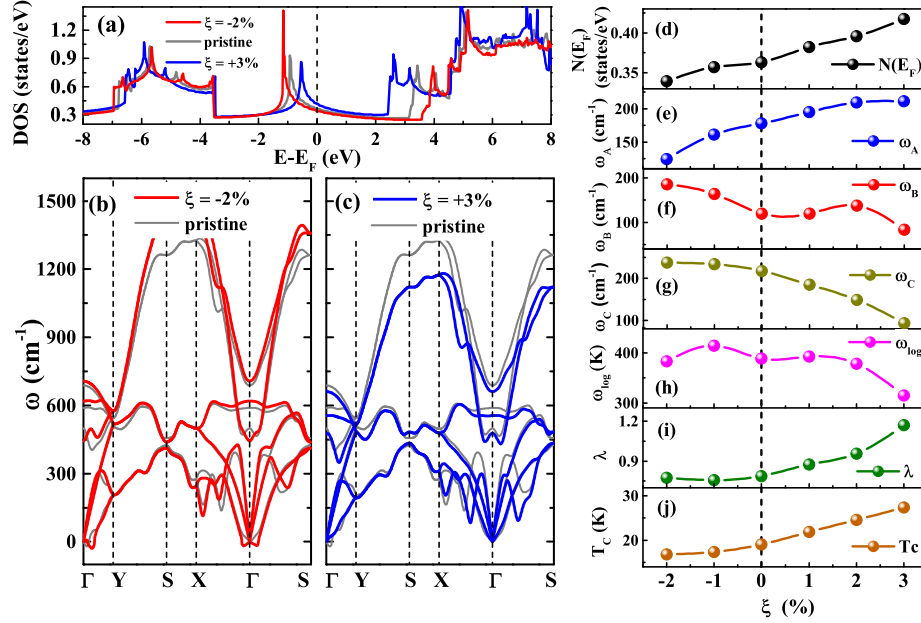 (a)
ξ = -2%
pristine
ξ = +3%
DOS (states/eV)
1.2
0.9
0.6
0.3
-8 -6 -4 -2 0 2 4 6 8
E-E_F (eV)
(b)
ξ = -2%
pristine
ω (cm⁻¹)
1500
1200
900
600
300
0
Γ Y S X Γ S
(c)
ξ = +3%
pristine
Γ Y S X Γ S
(d)
N(E_F)
(states/eV)
0.40
0.35
N(E_F)
(e)
ω_A (cm⁻¹)
200
150
ω_A
(f)
ω_B (cm⁻¹)
200
100
ω_B
(g)
ω_C (cm⁻¹)
200
100
ω_C
(h)
ω_log (K)
400
300
ω_log
(i)
λ
1.2
0.9
λ
(j)
T_C (K)
30
20
Tc
-2 -1 0 1 2 3
ξ (%)